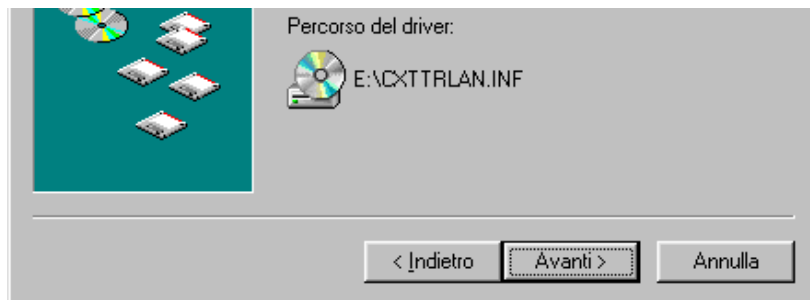 Percorso del driver:
E:\CXTTRLAN.INF
< Indietro Avanti > Annulla